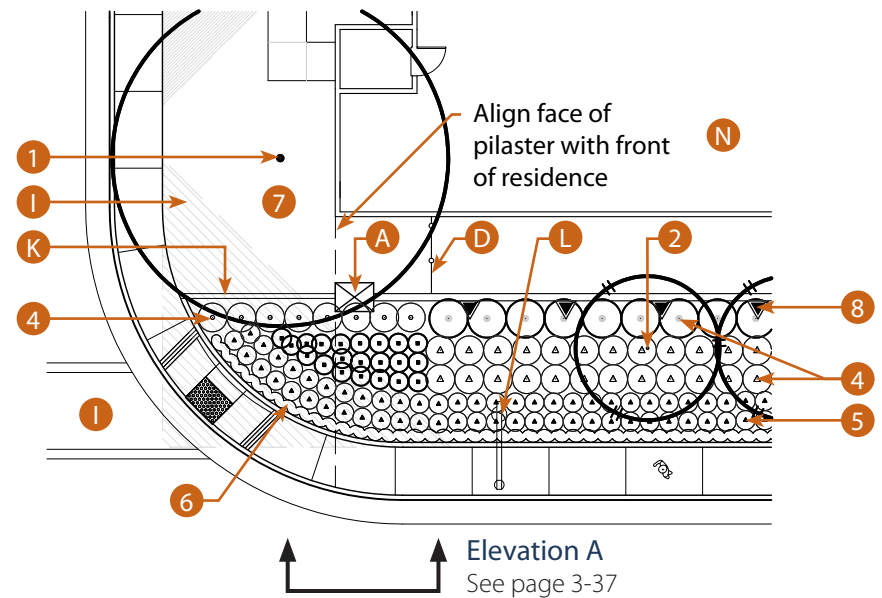 Align face of
pilaster with front
of residence
N
1
I
7
K
A
D
L
2
4
8
4
I
5
6
Elevation A
See page 3-37